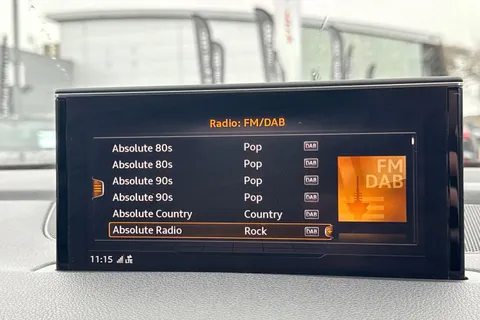 Radio: FM/DAB
Absolute 80s Pop DAB
Absolute 80s Pop DAB
Absolute 90s Pop DAB
Absolute 90s Pop DAB
Absolute Country Country DAB
Absolute Radio Rock DAB
FM
DAB
11:15 LTE